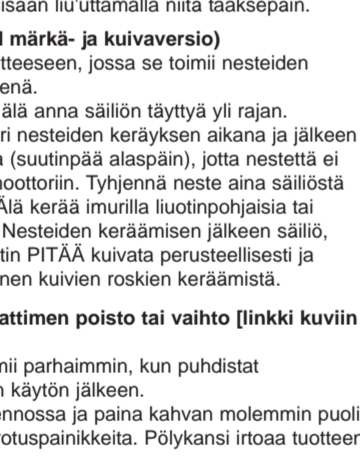 isaan liu'uttamalla niitä taaksepäin.
märkä- ja kuivaversio)
tteeseen, jossa se toimii nesteiden
enä.
älä anna säiliön täyttyä yli rajan.
ri nesteiden keräyksen aikana ja jälkeen
(suutinpää alaspäin), jotta nestettä ei
noottoriin. Tyhjennä neste aina säiliöstä
Älä kerää imurilla liuotinpohjaisia tai
Nesteiden keräämisen jälkeen säiliö,
tin PITÄÄ kuivata perusteellisesti ja
nen kuivien roskien keräämistä.
attimen poisto tai vaihto [linkki kuviin
mii parhaimmin, kun puhdistat
n käytön jälkeen.
ennossa ja paina kahvan molemmin puoli
rotuspainikkeita. Pölykansi irtoaa tuotteer